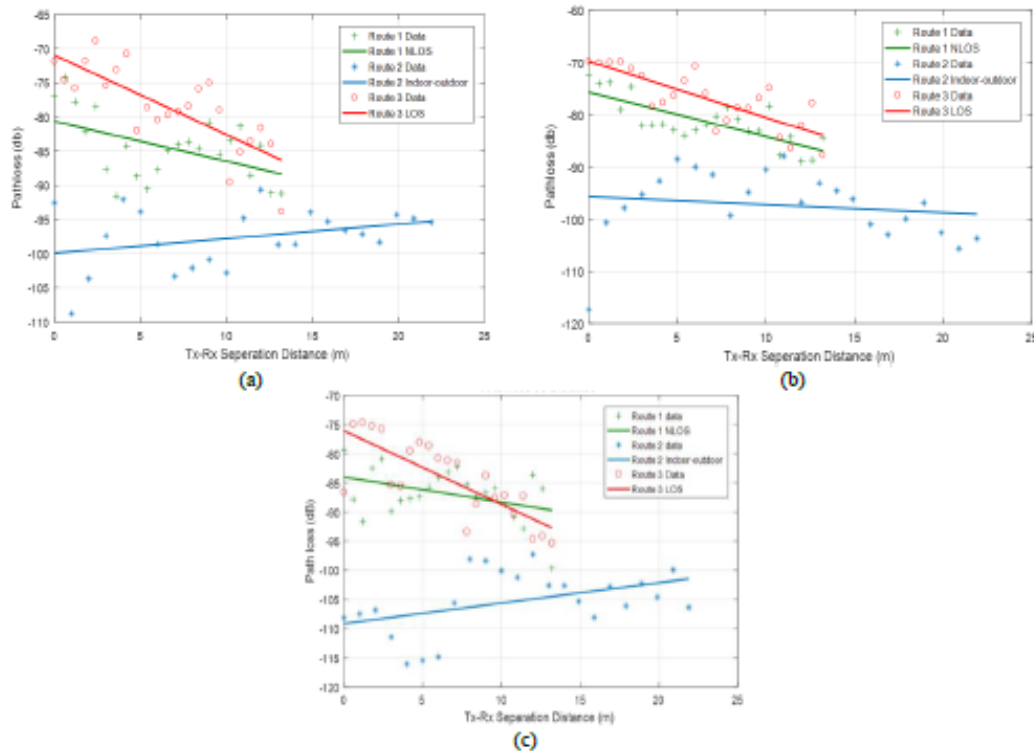 -65
-70
-75
-80
-85
-90
-95
-100
-105
-110
Pathloss (db)
0 5 10 15 20 25
Tx-Rx Seperation Distance (m)
Route 1 Data
Route 1 NLOS
Route 2 Data
Route 2 Indoor-outdoor
Route 3 Data
Route 3 LOS
(a)
-60
-70
-80
-90
-100
-110
-120
Pathloss (db)
0 5 10 15 20 25
Tx-Rx Seperation Distance (m)
Route 1 Data
Route 1 NLOS
Route 2 Data
Route 2 Indoor-outdoor
Route 3 Data
Route 3 LOS
(b)
-70
-75
-80
-85
-90
-95
-100
-105
-110
-115
-120
Path loss (dB)
0 5 10 15 20 25
Tx-Rx Seperation Distance (m)
Route 1 data
Route 1 NLOS
Route 2 data
Route 2 Indoor-outdoor
Route 3 Data
Route 3 LOS
(c)